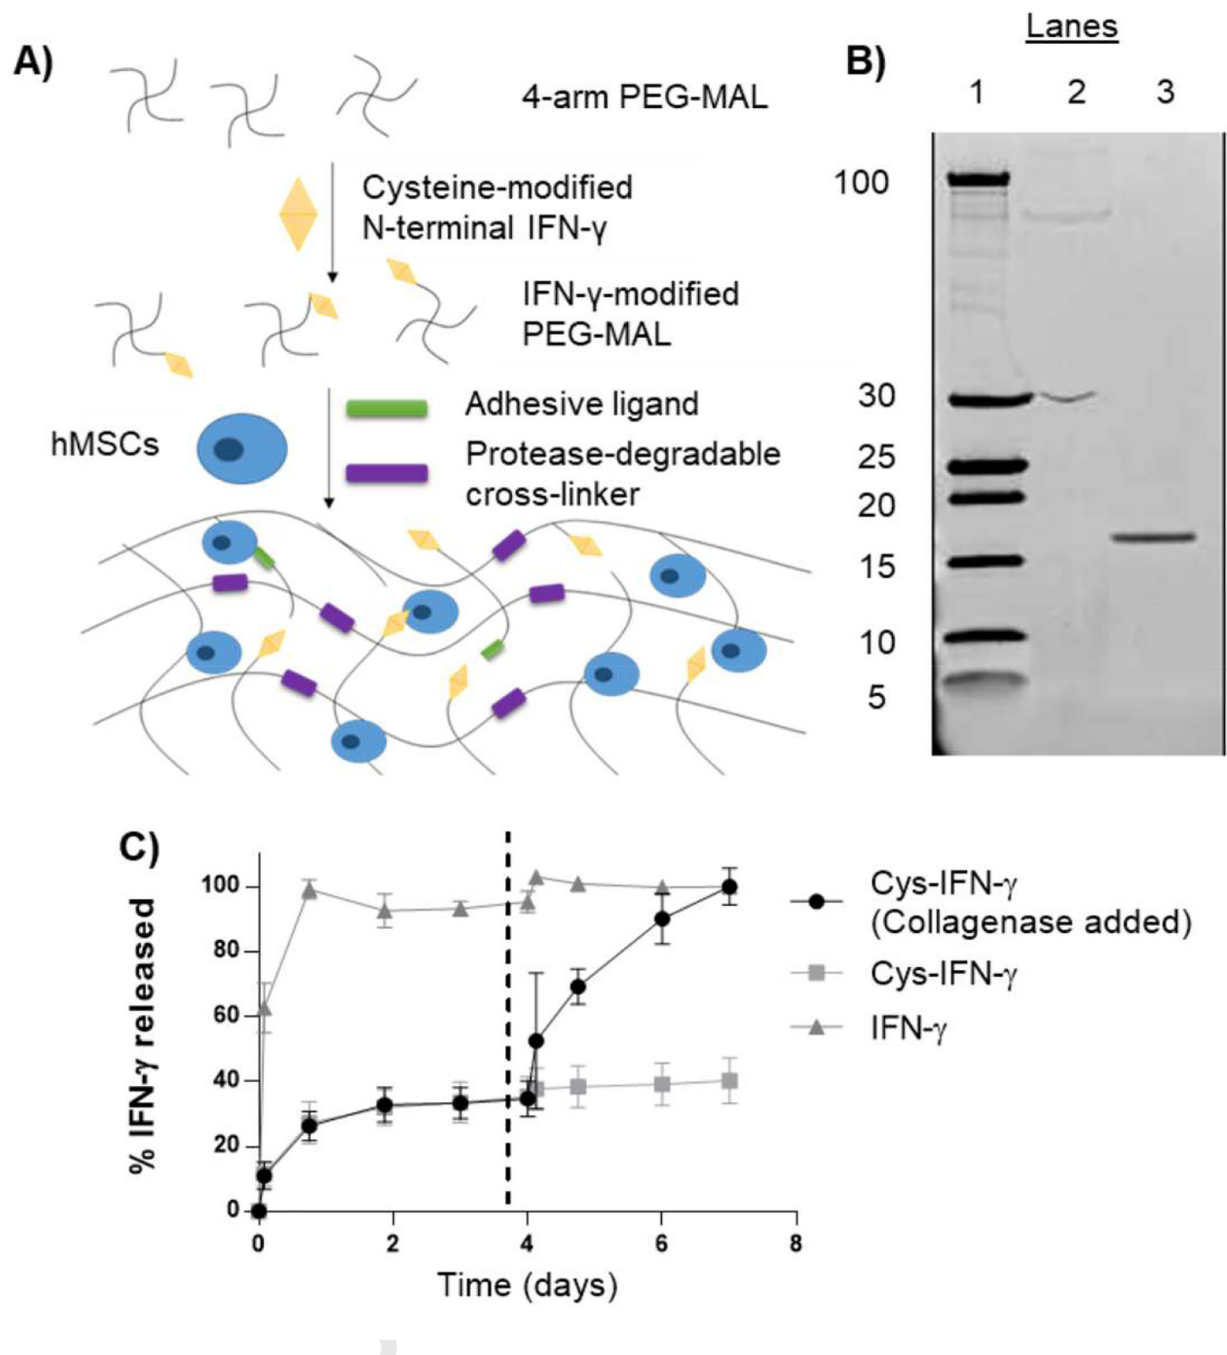 A)
4-arm PEG-MAL
Cysteine-modified
N-terminal IFN-γ
IFN-γ-modified
PEG-MAL
hMSCs
Adhesive ligand
Protease-degradable
cross-linker
B)
Lanes
1 2 3
100
30
25
20
15
10
5
C)
% IFN-γ released
100
80
60
40
20
0
0 2 4 6 8
Time (days)
Cys-IFN-γ
(Collagenase added)
Cys-IFN-γ
IFN-γ